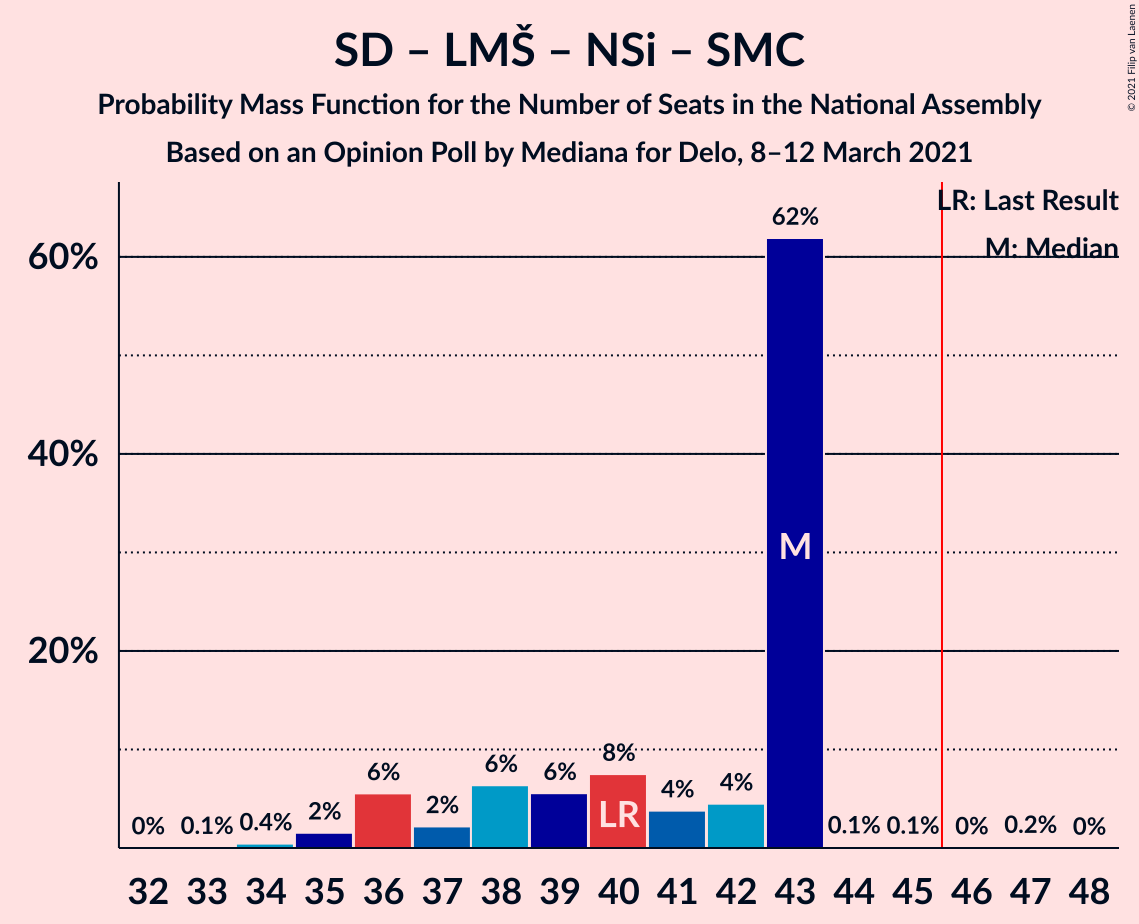 SD – LMŠ – NSi – SMC
Probability Mass Function for the Number of Seats in the National Assembly
Based on an Opinion Poll by Mediana for Delo, 8–12 March 2021
© 2021 Filip van Laenen
LR: Last Result
M: Median
60%
40%
20%
0% 0.1% 0.4% 2% 6% 2% 6% 6% 8% 4% 4% 62% 0.1% 0.1% 0% 0.2% 0%
M
LR
32 33 34 35 36 37 38 39 40 41 42 43 44 45 46 47 48